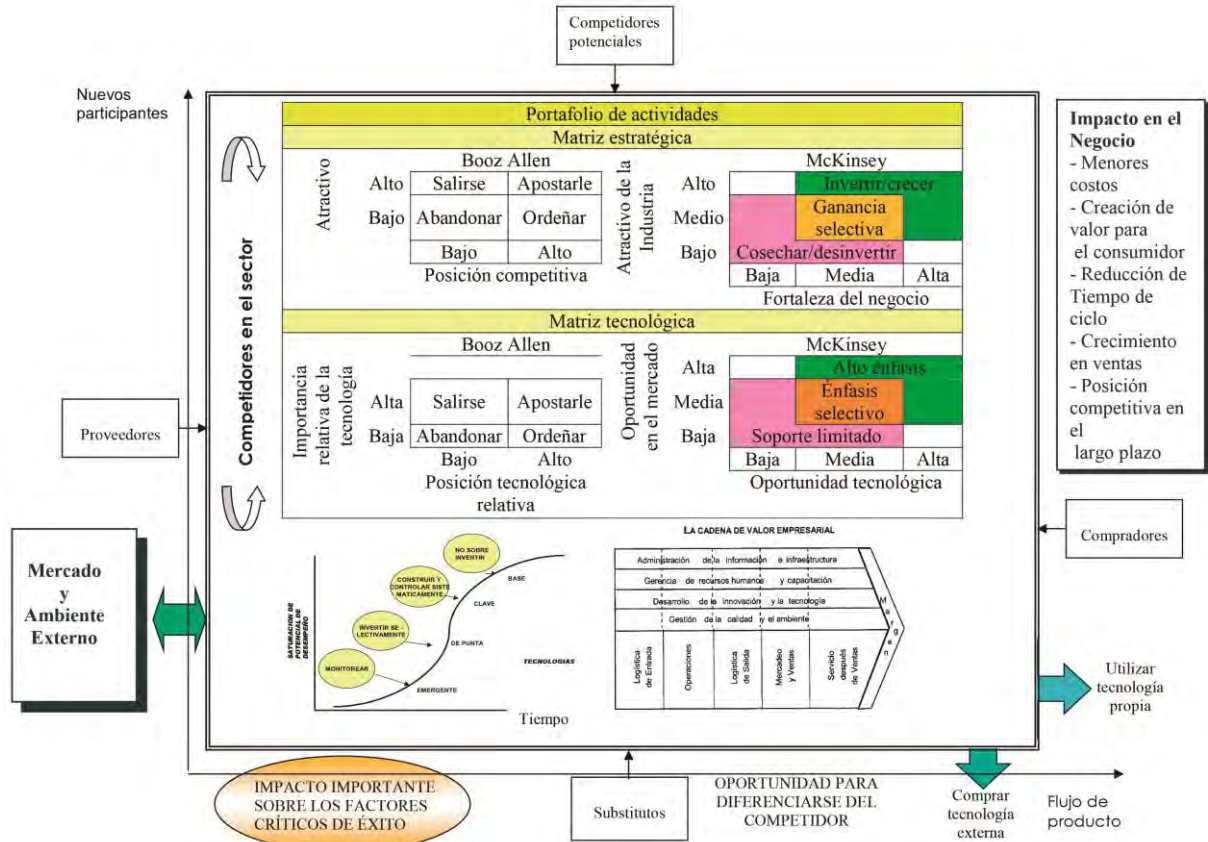 Competidores
potenciales
Nuevos
participantes
Portafolio de actividades
Matriz estratégica
Booz Allen
McKinsey
Atractivo
Alto
Salirse
Apostarle
Bajo
Abandonar
Ordeñar
Bajo
Alto
Posición competitiva
Atractivo de la
Industria
Alto
Invertir/crecer
Medio
Ganancia
selectiva
Bajo
Cosechar/desinvertir
Baja
Media
Alta
Fortaleza del negocio
Matriz tecnológica
Booz Allen
McKinsey
Importancia
relativa de la
tecnología
Alta
Salirse
Apostarle
Baja
Abandonar
Ordeñar
Bajo
Alto
Posición tecnológica
relativa
Oportunidad
en el mercado
Alta
Alto énfasis
Media
Énfasis
selectivo
Baja
Soporte limitado
Baja
Media
Alta
Oportunidad tecnológica
Competidores en el sector
Impacto en el
Negocio
- Menores
costos
- Creación de
valor para
el consumidor
- Reducción de
Tiempo de
ciclo
- Crecimiento
en ventas
- Posición
competitiva en
el
largo plazo
Proveedores
Compradores
Mercado
y
Ambiente
Externo
SATURACION DE
POTENCIAL DE
DESEMPEÑO
NO SOBRE
INVERTIR
BASE
CONSTRUIR Y
CONTROLAR SISTE
MATICAMENTE
CLAVE
INVERTIR SE -
LECTIVAMENTE
DE PUNTA
MONITOREAR
EMERGENTE
TECNOLOGIAS
Tiempo
LA CADENA DE VALOR EMPRESARIAL
Administración de la información e infraestructura
Gerencia de recursos humanos y capacitación
Desarrollo de la innovación y la tecnología
Gestión de la calidad y el ambiente
Logística
de Entrada
Operaciones
Logística
de Salida
Mercadeo
y Ventas
Servicio
después
de Ventas
Margen
Utilizar
tecnología
propia
IMPACTO IMPORTANTE
SOBRE LOS FACTORES
CRÍTICOS DE ÉXITO
Substitutos
OPORTUNIDAD PARA
DIFERENCIARSE DEL
COMPETIDOR
Comprar
tecnología
externa
Flujo de
producto